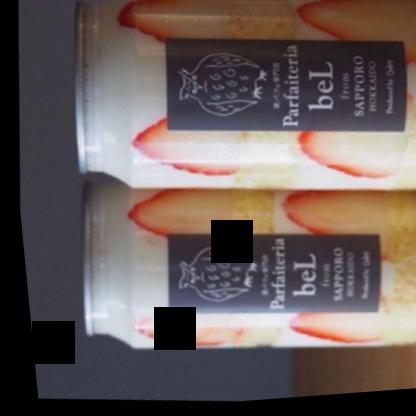 Parfaiteria
beL
from
SAPPORO
HOKKAIDO
Parfaiteria
beL
from
SAPPORO
HOKKAIDO